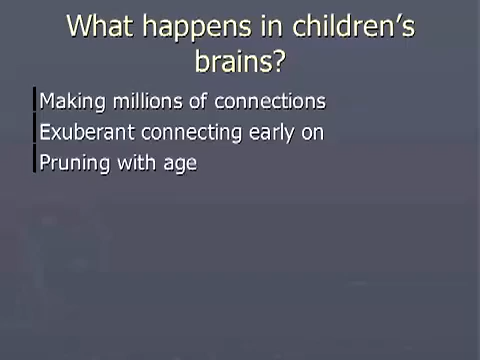 What happens in children’s
brains?
Making millions of connections
Exuberant connecting early on
Pruning with age